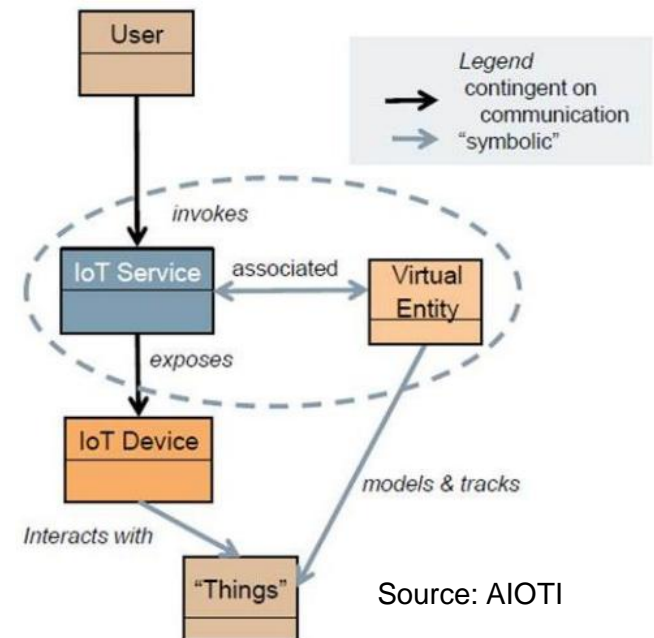 User
Legend
contingent on
communication
"symbolic"
invokes
IoT Service
associated
Virtual
Entity
exposes
IoT Device
models & tracks
Interacts with
"Things"
Source: AIOTI